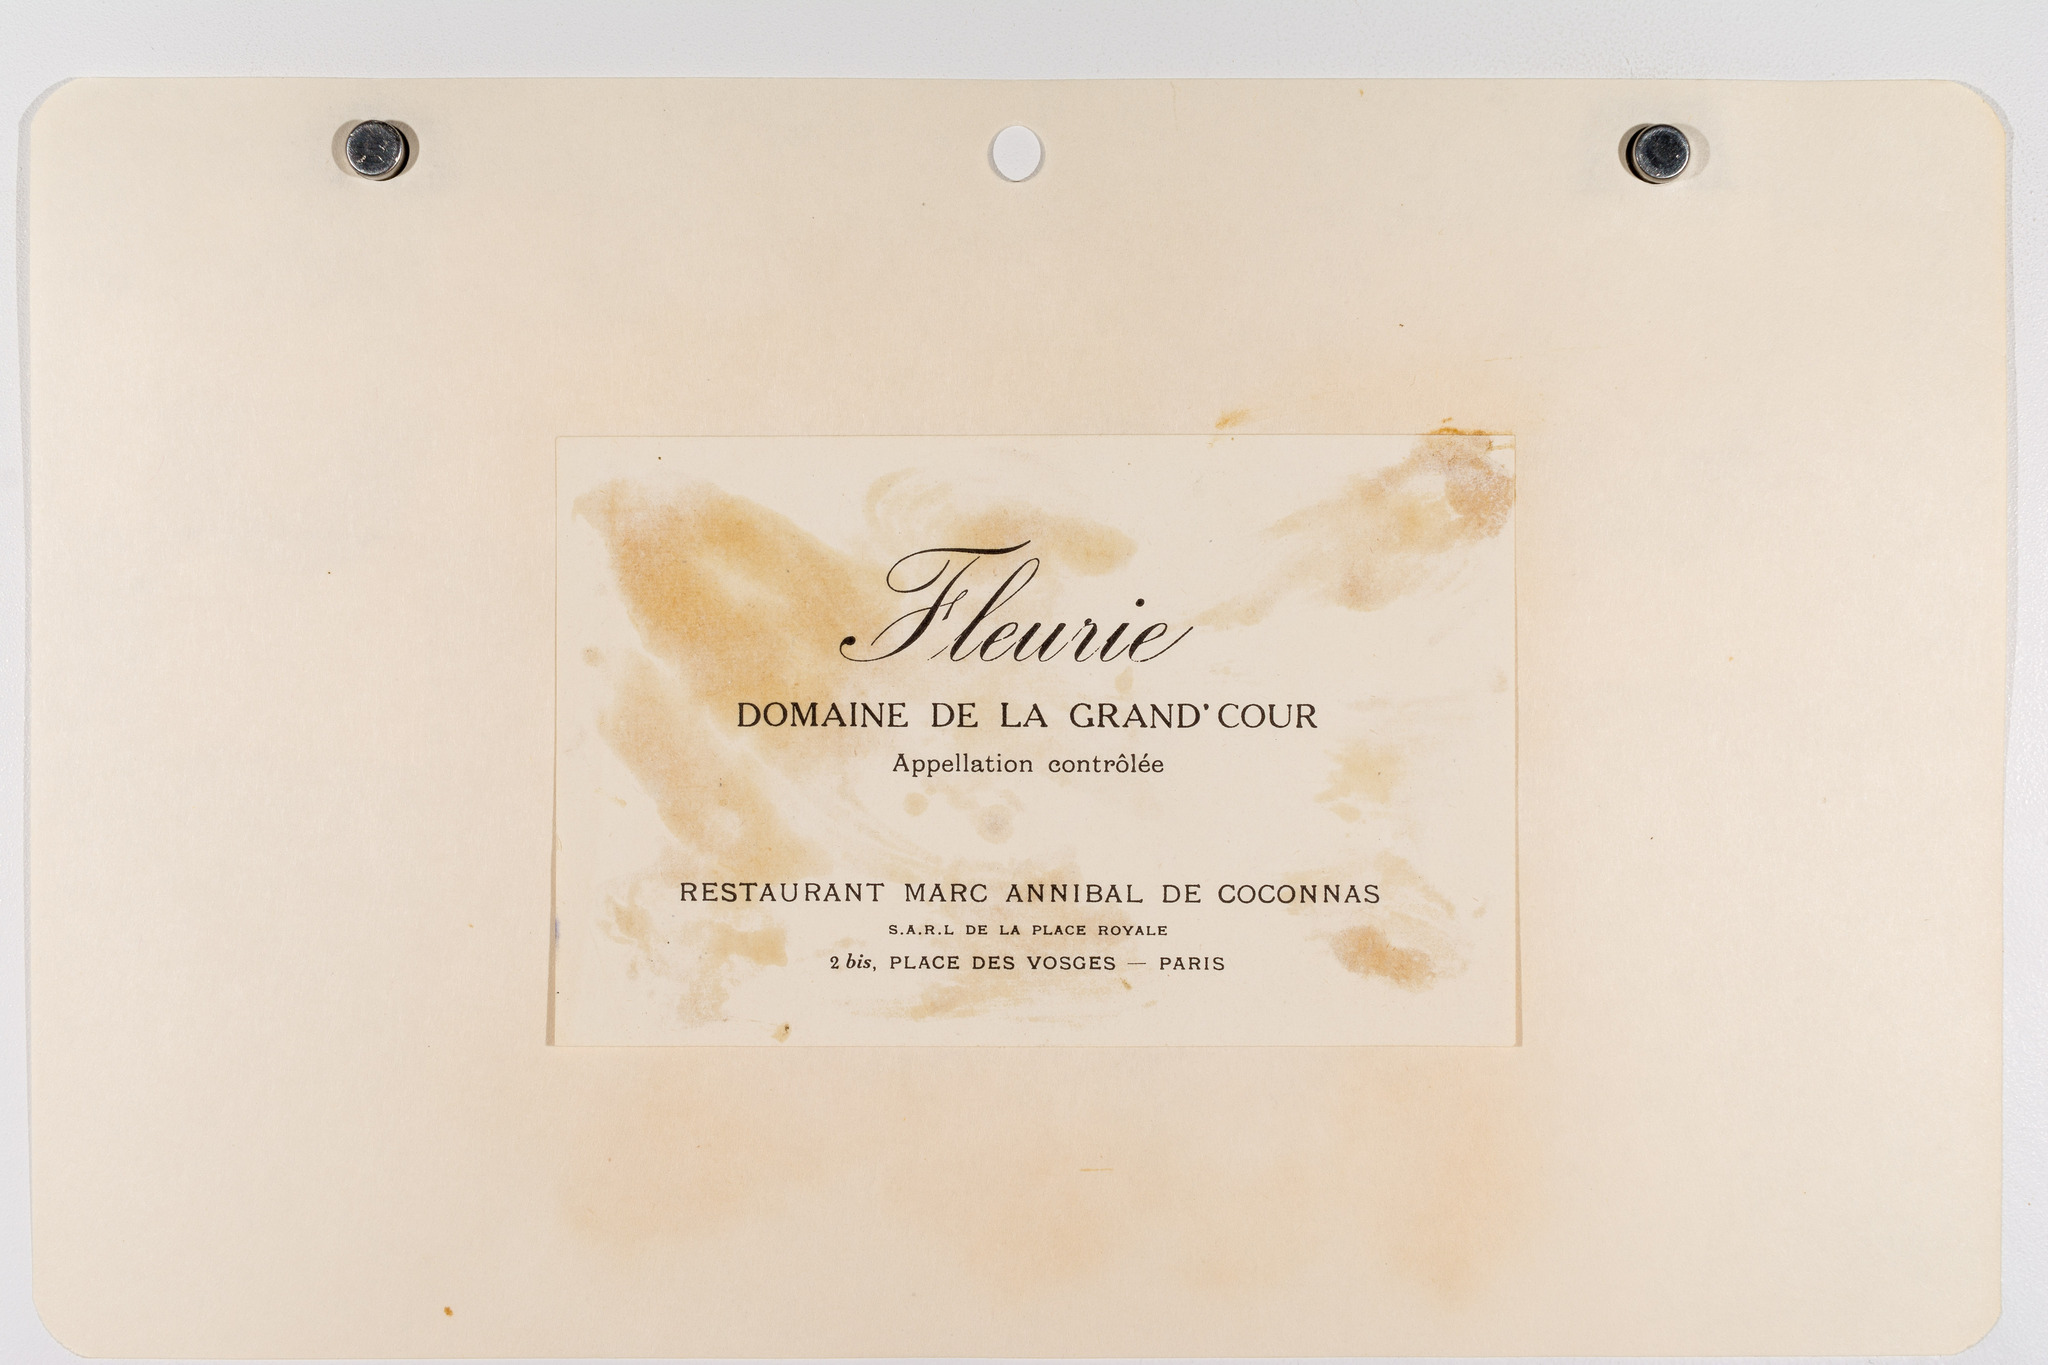 Fleurie
DOMAINE DE LA GRAND'COUR
Appellation contrôlée
RESTAURANT MARC ANNIBAL DE COCONNAS
S.A.R.L DE LA PLACE ROYALE
2 bis, PLACE DES VOSGES — PARIS